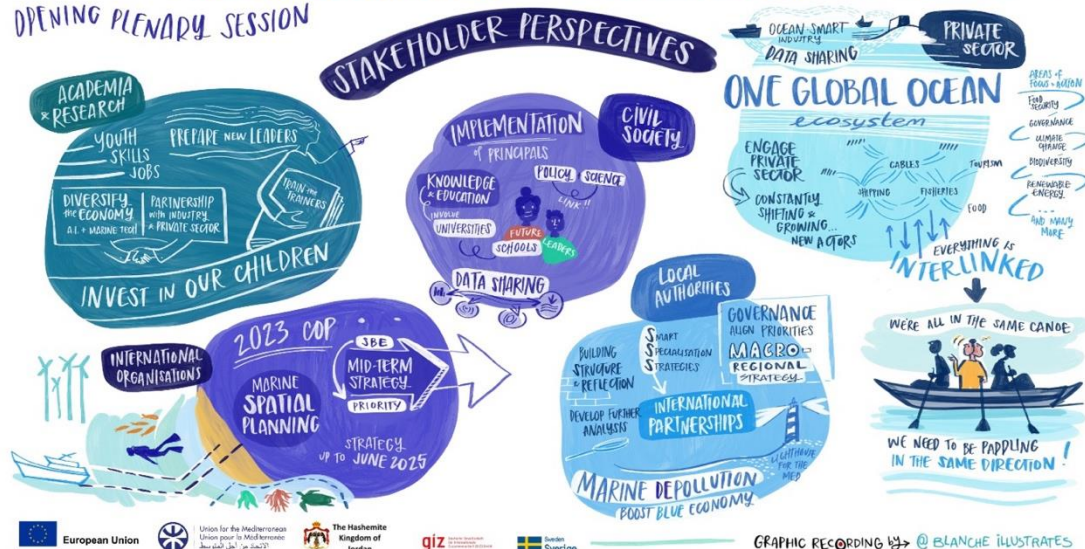 OPENING PLENARY SESSION
STAKEHOLDER PERSPECTIVES
ACADEMIA
& RESEARCH
YOUTH
SKILLS
JOBS
PREPARE NEW LEADERS
DIVERSIFY
the ECONOMY
A.I. + MARINE TECH
PARTNERSHIP
with INDUSTRY
& PRIVATE SECTOR
TRAIN the
TRAINERS
INVEST IN OUR CHILDREN
CIVIL
SOCIETY
IMPLEMENTATION
of PRINCIPALS
KNOWLEDGE
& EDUCATION
INVOLVE
UNIVERSITIES
SCHOOLS
POLICY SCIENCE
LINK
FUTURE
LEADERS
DATA SHARING
@
PRIVATE
SECTOR
OCEAN-SMART
INDUSTRY
DATA SHARING
ONE GLOBAL OCEAN
ecosystem
ENGAGE
PRIVATE
SECTOR
CONSTANTLY
SHIFTING &
GROWING...
NEW ACTORS
CABLES
SHIPPING
FISHERIES
TOURISM
FOOD
AREAS of
FOCUS + ACTION
FOOD
SECURITY
GOVERNANCE
CLIMATE
CHANGE
BIODIVERSITY
RENEWABLE
ENERGY
...AND MANY
MORE
EVERYTHING IS
INTERLINKED
WE'RE ALL IN THE SAME CANOE
WE NEED TO BE PADDLING
IN THE SAME DIRECTION!
INTERNATIONAL
ORGANISATIONS
2023 COP
MARINE
SPATIAL
PLANNING
SBE
MID-TERM
STRATEGY
PRIORITY
STRATEGY
UP TO JUNE 2025
LOCAL
AUTHORITIES
BUILDING
STRUCTURE
& REFLECTION
DEVELOP FURTHER
ANALYSIS
SMART
SPECIALISATION
STRATEGIES
GOVERNANCE
ALIGN PRIORITIES
MACRO-
REGIONAL
STRATEGY
INTERNATIONAL
PARTNERSHIPS
LIGHTHOUSE
FOR THE
MED
MARINE DEPOLLUTION
BOOST BLUE ECONOMY
European Union
Union for the Mediterranean
Union pour la Méditerranée
الاتحاد من أجل المتوسط
The Hashemite
Kingdom of
Jordan
giz
Sweden
Sverige
GRAPHIC RECORDING by → @ BLANCHE ILLUSTRATES